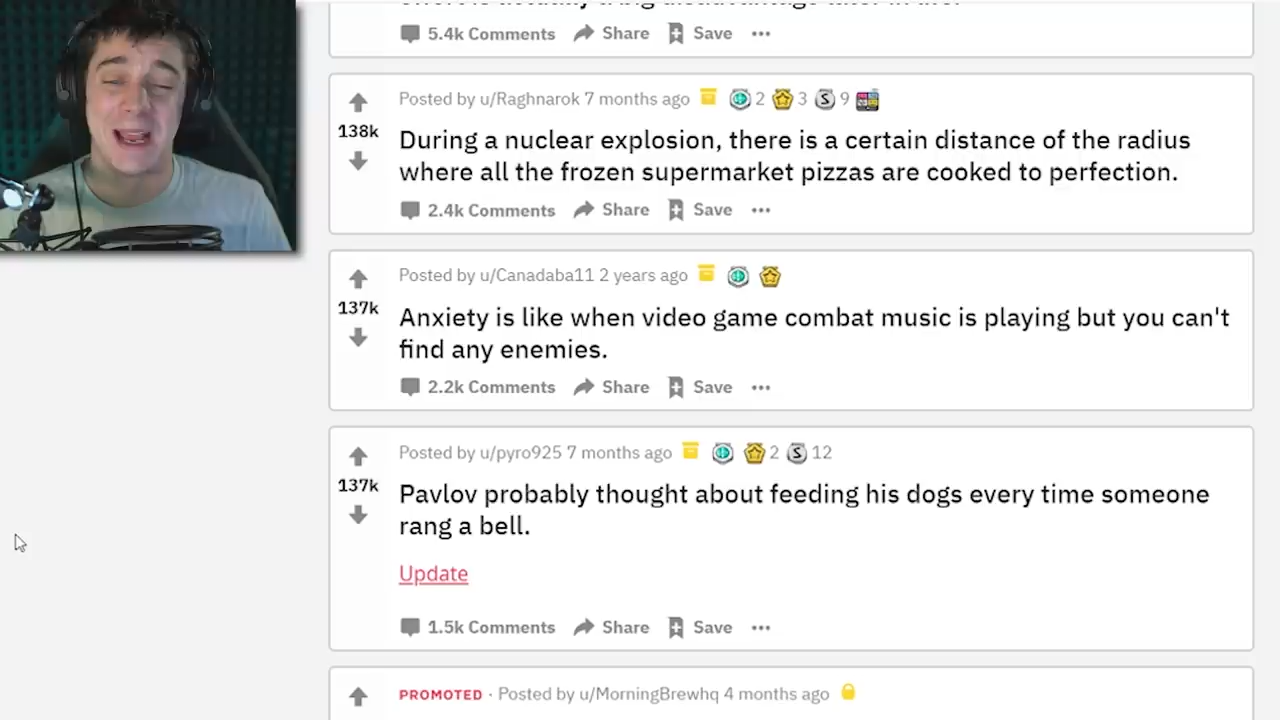 5.4k Comments Share Save
Posted by u/Raghnarok 7 months ago 2 3 S 9
138k
During a nuclear explosion, there is a certain distance of the radius
where all the frozen supermarket pizzas are cooked to perfection.
2.4k Comments Share Save
Posted by u/Canadaba11 2 years ago
137k
Anxiety is like when video game combat music is playing but you can't
find any enemies.
2.2k Comments Share Save
Posted by u/pyro925 7 months ago 2 S 12
137k
Pavlov probably thought about feeding his dogs every time someone
rang a bell.
Update
1.5k Comments Share Save
PROMOTED · Posted by u/MorningBrewhq 4 months ago